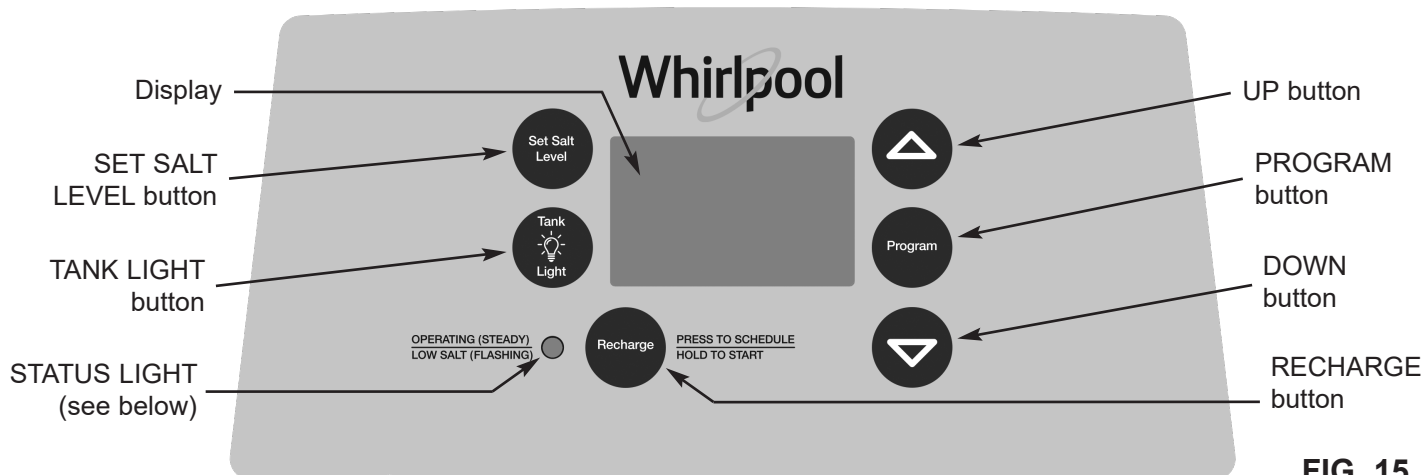 Whirlpool
Display
UP button
Set Salt
Level
SET SALT
LEVEL button
PROGRAM
button
Tank
Light
Program
TANK LIGHT
button
DOWN
button
OPERATING (STEADY)
LOW SALT (FLASHING)
Recharge
PRESS TO SCHEDULE
HOLD TO START
STATUS LIGHT
(see below)
RECHARGE
button
FIG. 15